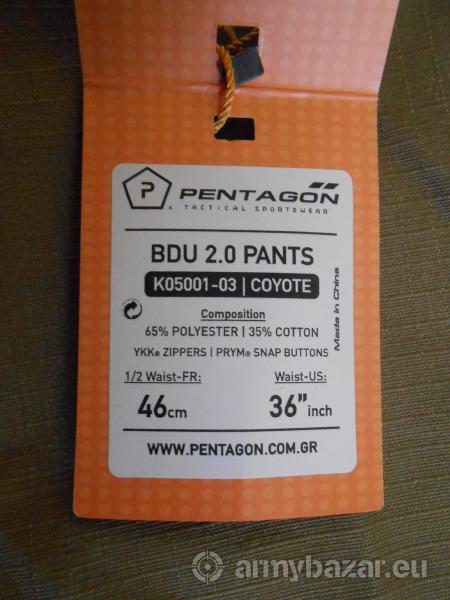 P
PENTAGON
® TACTICAL SPORTSWEAR
BDU 2.0 PANTS
K05001-03 | COYOTE
Composition
65% POLYESTER | 35% COTTON
YKK® ZIPPERS | PRYM® SNAP BUTTONS
Made in China
1/2 Waist-FR: Waist-US:
46cm 36”inch
WWW.PENTAGON.COM.GR
armybazar.eu